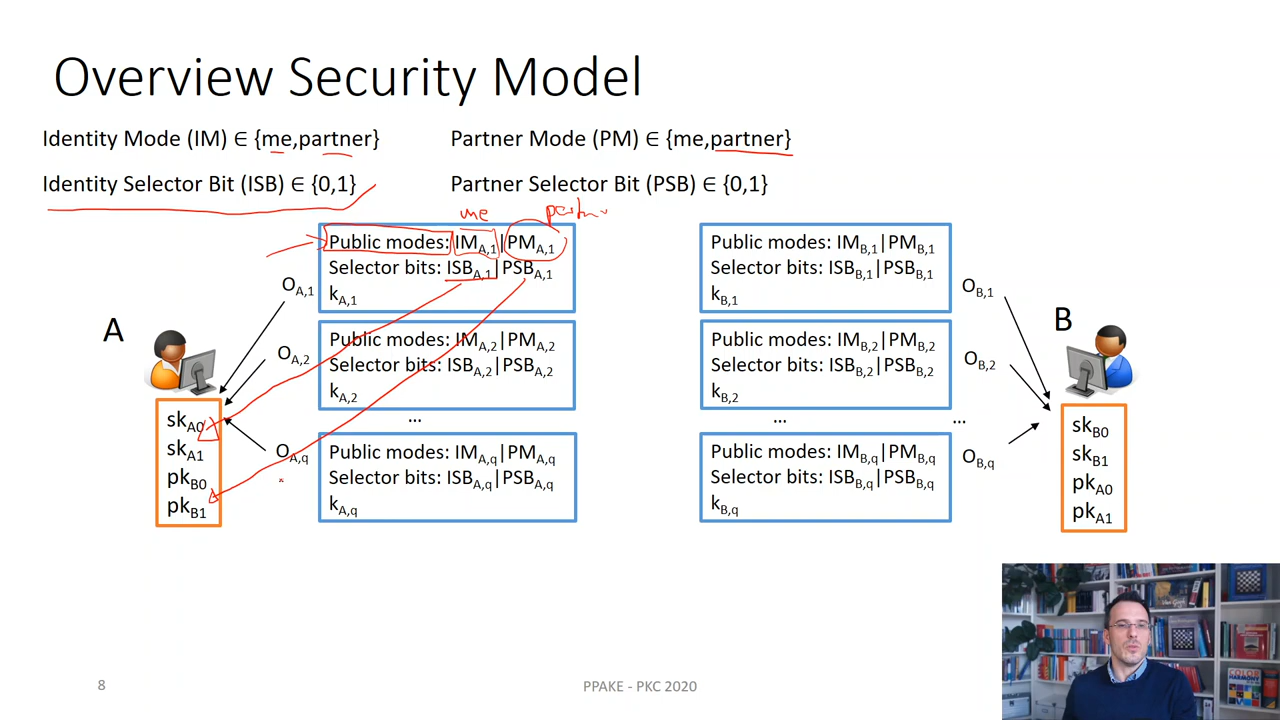 Overview Security Model
Identity Mode (IM) ∈ {me,partner}
Partner Mode (PM) ∈ {me,partner}
Identity Selector Bit (ISB) ∈ {0,1}
Partner Selector Bit (PSB) ∈ {0,1}
me
A
O_A,1
O_A,2
O_A,q
sk_A0
sk_A1
pk_B0
pk_B1
Public modes: IM_A,1|PM_A,1
Selector bits: ISB_A,1|PSB_A,1
k_A,1
Public modes: IM_A,2|PM_A,2
Selector bits: ISB_A,2|PSB_A,2
k_A,2
...
Public modes: IM_A,q|PM_A,q
Selector bits: ISB_A,q|PSB_A,q
k_A,q
Public modes: IM_B,1|PM_B,1
Selector bits: ISB_B,1|PSB_B,1
k_B,1
Public modes: IM_B,2|PM_B,2
Selector bits: ISB_B,2|PSB_B,2
k_B,2
...
Public modes: IM_B,q|PM_B,q
Selector bits: ISB_B,q|PSB_B,q
k_B,q
O_B,1
O_B,2
...
O_B,q
B
sk_B0
sk_B1
pk_A0
pk_A1
COLOR
HARMONY
8
PPAKE - PKC 2020